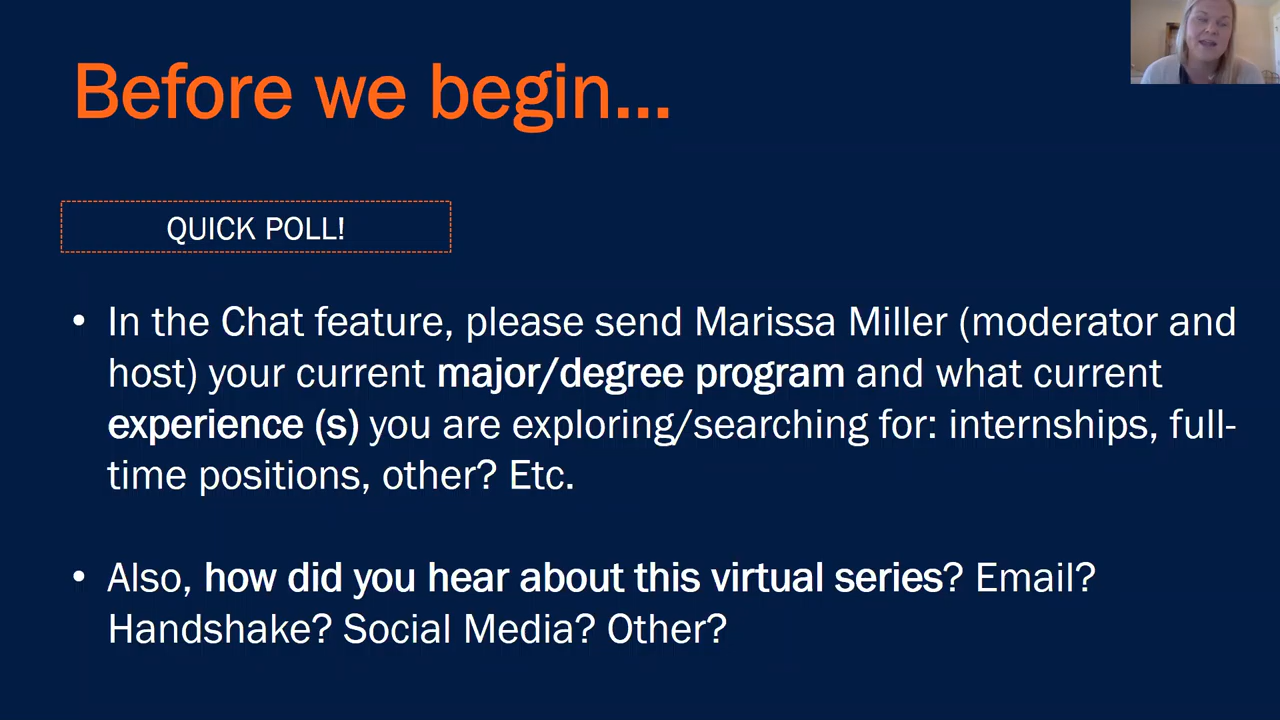 Before we begin...
QUICK POLL!
• In the Chat feature, please send Marissa Miller (moderator and
host) your current major/degree program and what current
experience (s) you are exploring/searching for: internships, full-
time positions, other? Etc.
• Also, how did you hear about this virtual series? Email?
Handshake? Social Media? Other?